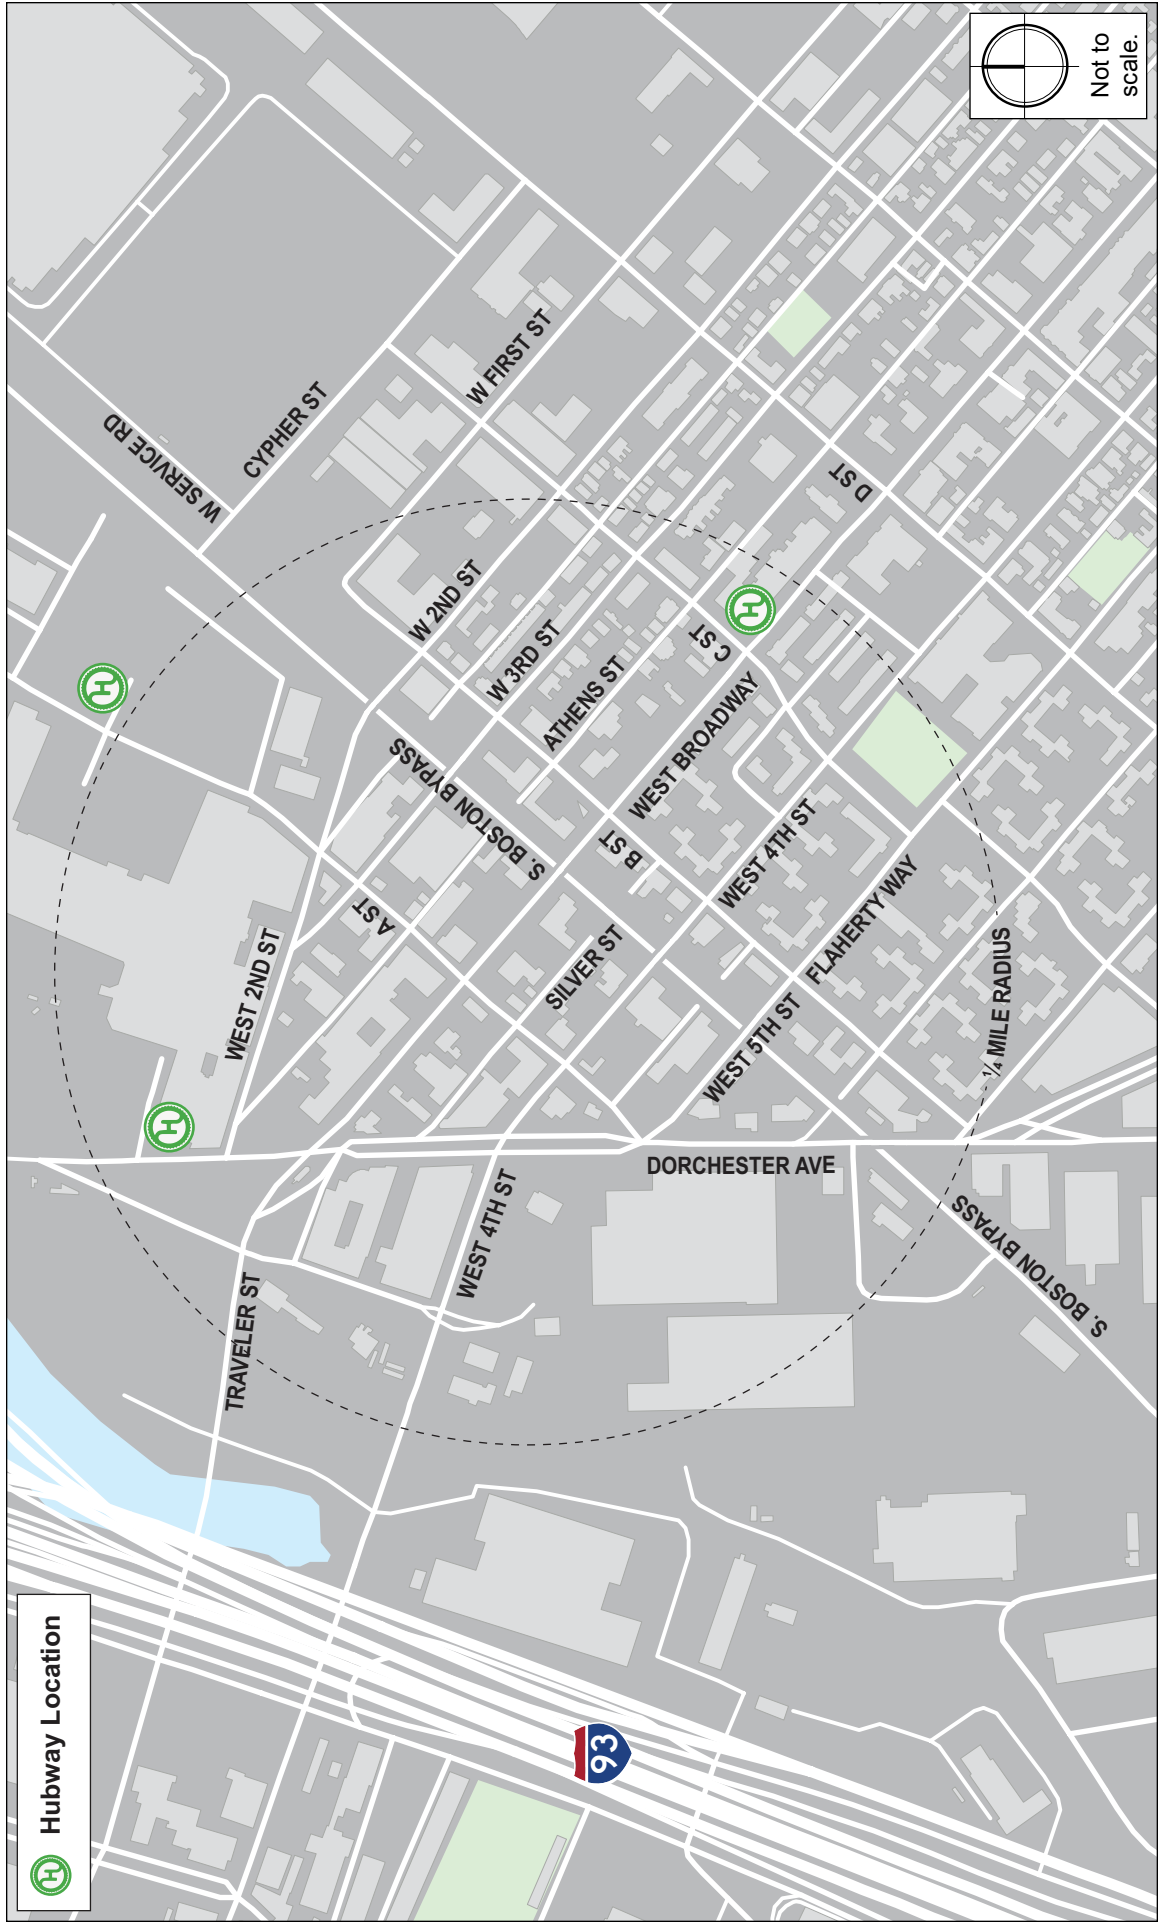 Not to
scale.
W SERVICE RD
CYPHER ST
W FIRST ST
W 2ND ST
W 3RD ST
ATHENS ST
D ST
C ST
H
H
S. BOSTON BYPASS
WEST BROADWAY
B ST
A ST
WEST 4TH ST
FLAHERTY WAY
WEST 2ND ST
SILVER ST
WEST 5TH ST
¼ MILE RADIUS
H
DORCHESTER AVE
WEST 4TH ST
TRAVELER ST
S. BOSTON BYPASS
93
H Hubway Location